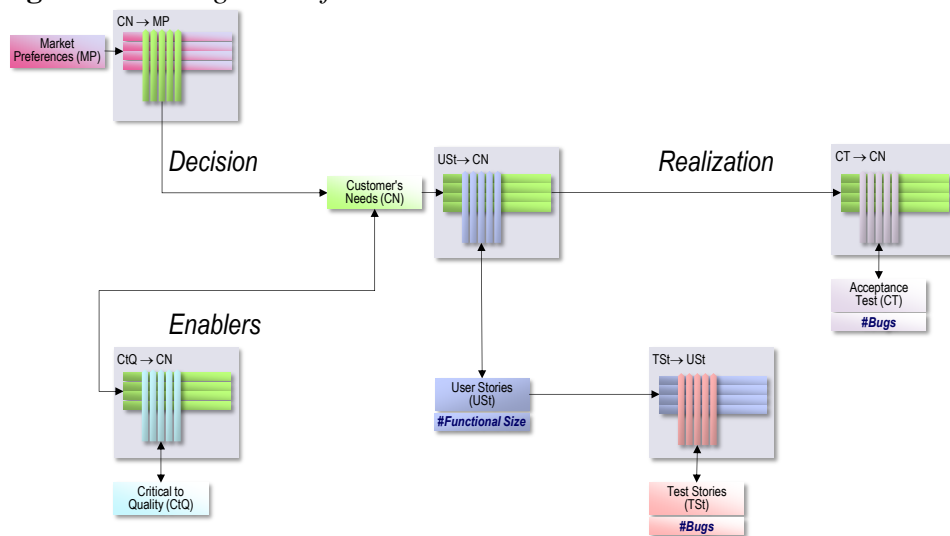 CN → MP
Market
Preferences (MP)
Decision
Customer's
Needs (CN)
USt→ CN
Realization
CT → CN
Acceptance
Test (CT)
#Bugs
Enablers
CtQ → CN
Critical to
Quality (CtQ)
User Stories
(USt)
#Functional Size
TSt→ USt
Test Stories
(TSt)
#Bugs